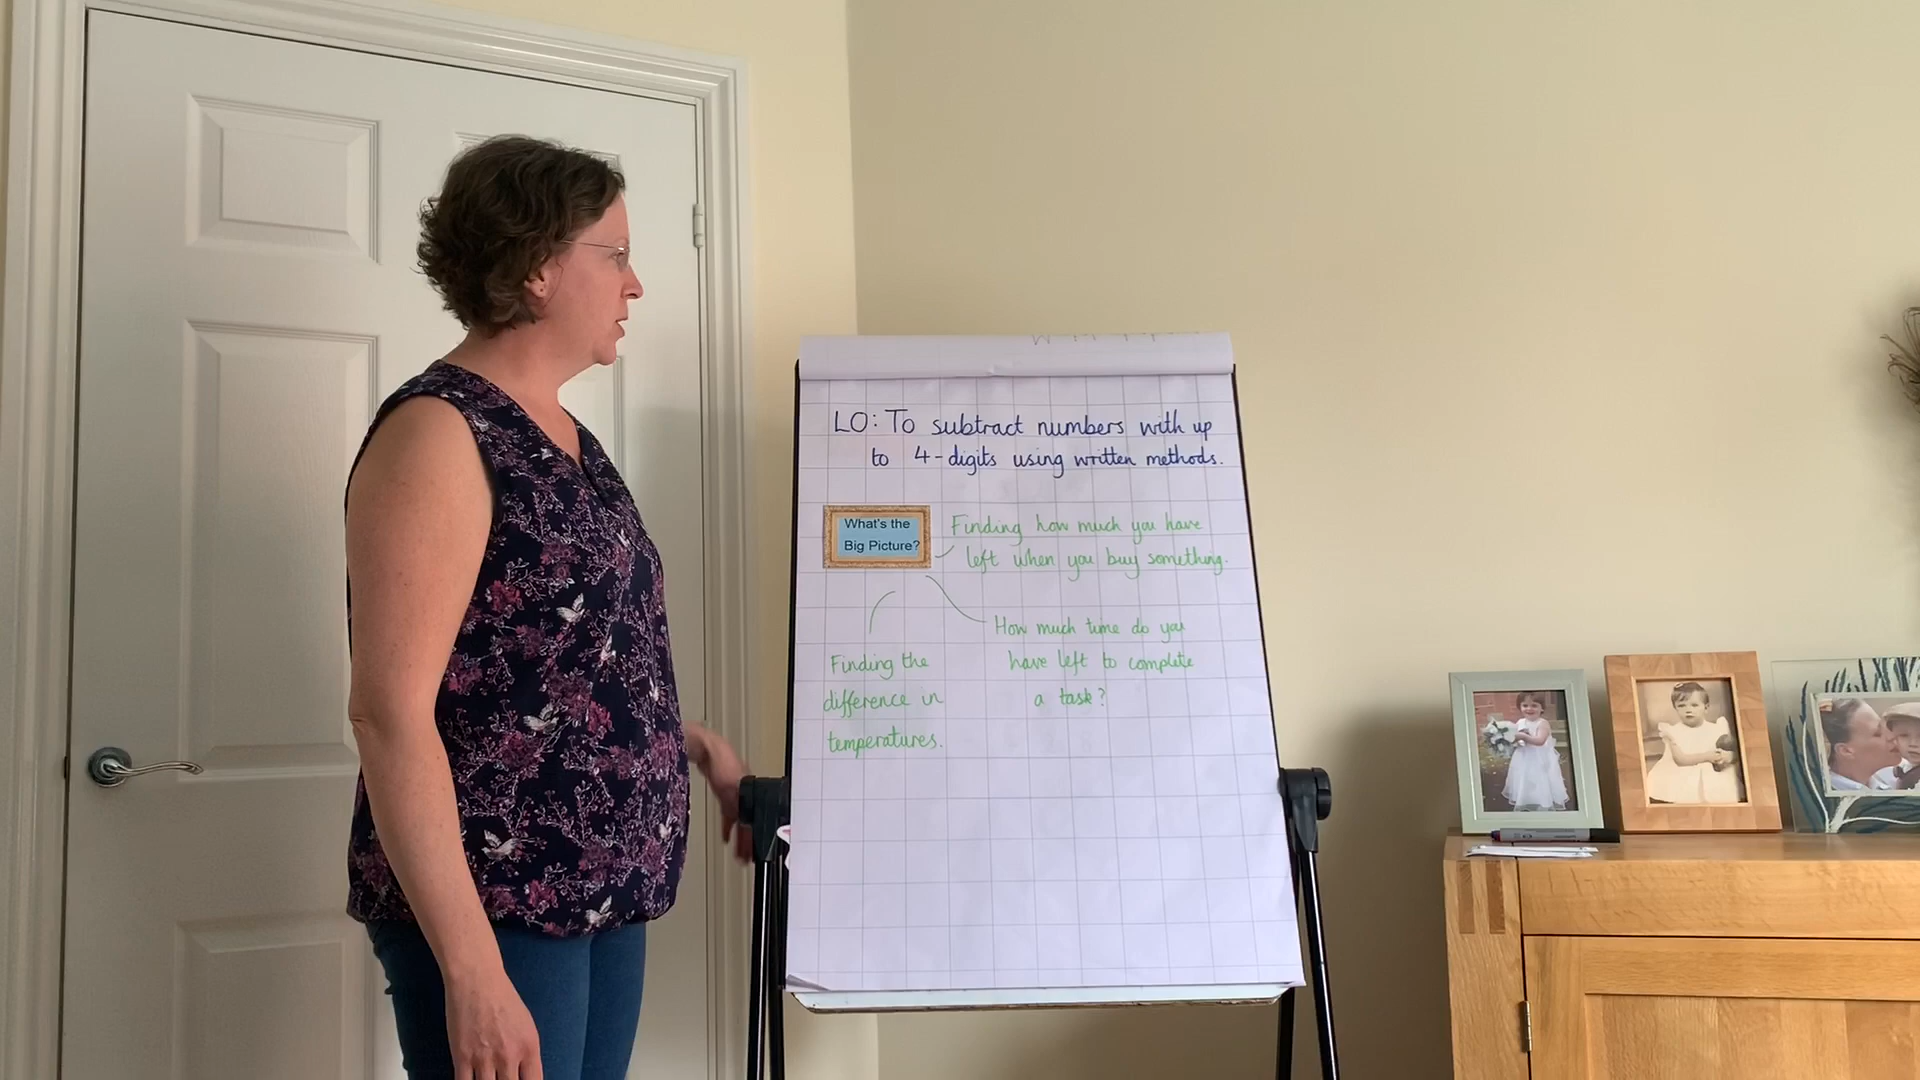 LO: To subtract numbers with up
to 4-digits using written methods.
What's the
Big Picture?
Finding how much you have
left when you buy something.
How much time do you
have left to complete
a task?
Finding the
difference in
temperatures.